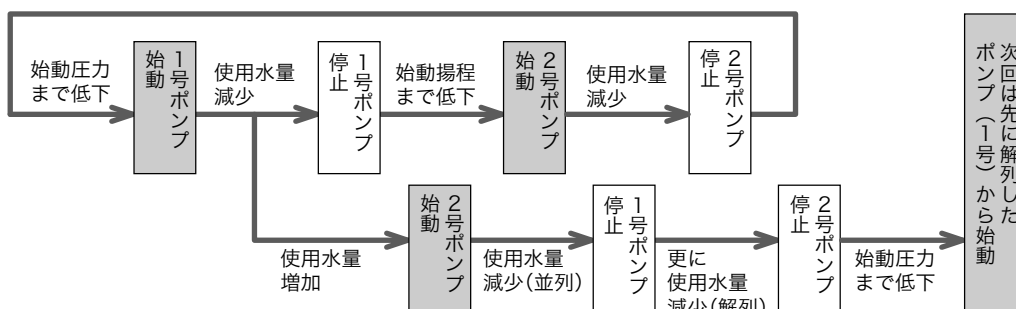 始動圧力
まで低下
1号ポンプ
始動
使用水量
減少
1号ポンプ
停止
始動揚程
まで低下
2号ポンプ
始動
使用水量
減少
2号ポンプ
停止
使用水量
増加
2号ポンプ
始動
使用水量
減少(並列)
1号ポンプ
停止
更に
使用水量
減少(解列)
2号ポンプ
停止
始動圧力
まで低下
次回は先に解列した
ポンプ(1号)から始動